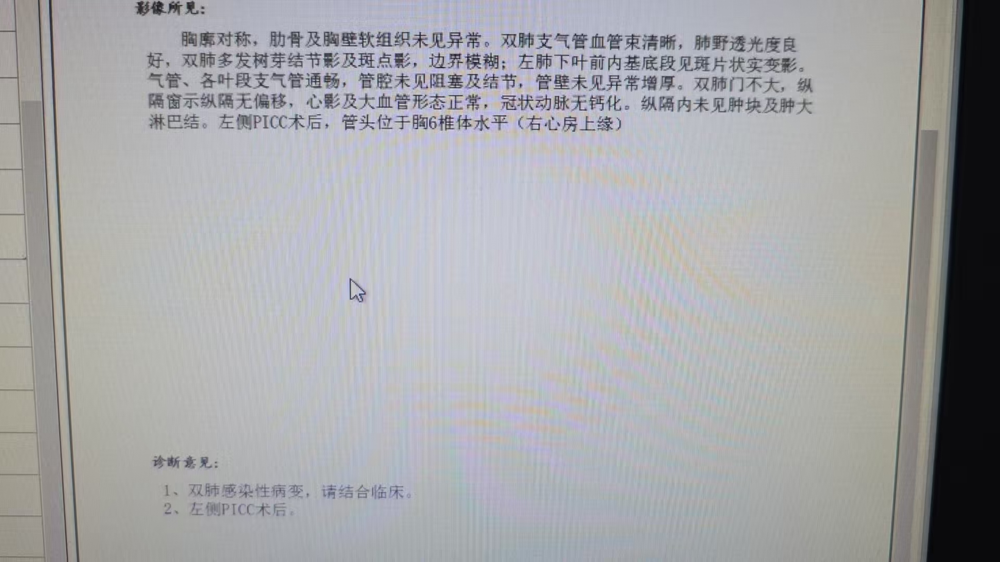 影像所见：
胸廓对称，肋骨及胸壁软组织未见异常。双肺支气管血管束清晰，肺野透光度良
好，双肺多发树芽结节影及斑点影，边界模糊；左肺下叶前内基底段见斑片状实变影。
气管、各叶段支气管通畅，管腔未见阻塞及结节，管壁未见异常增厚。双肺门不大，纵
隔窗示纵隔无偏移，心影及大血管形态正常，冠状动脉无钙化。纵隔内未见肿块及肿大
淋巴结。左侧PICC术后，管头位于胸6椎体水平（右心房上缘）
诊断意见：
1、双肺感染性病变，请结合临床。
2、左侧PICC术后。